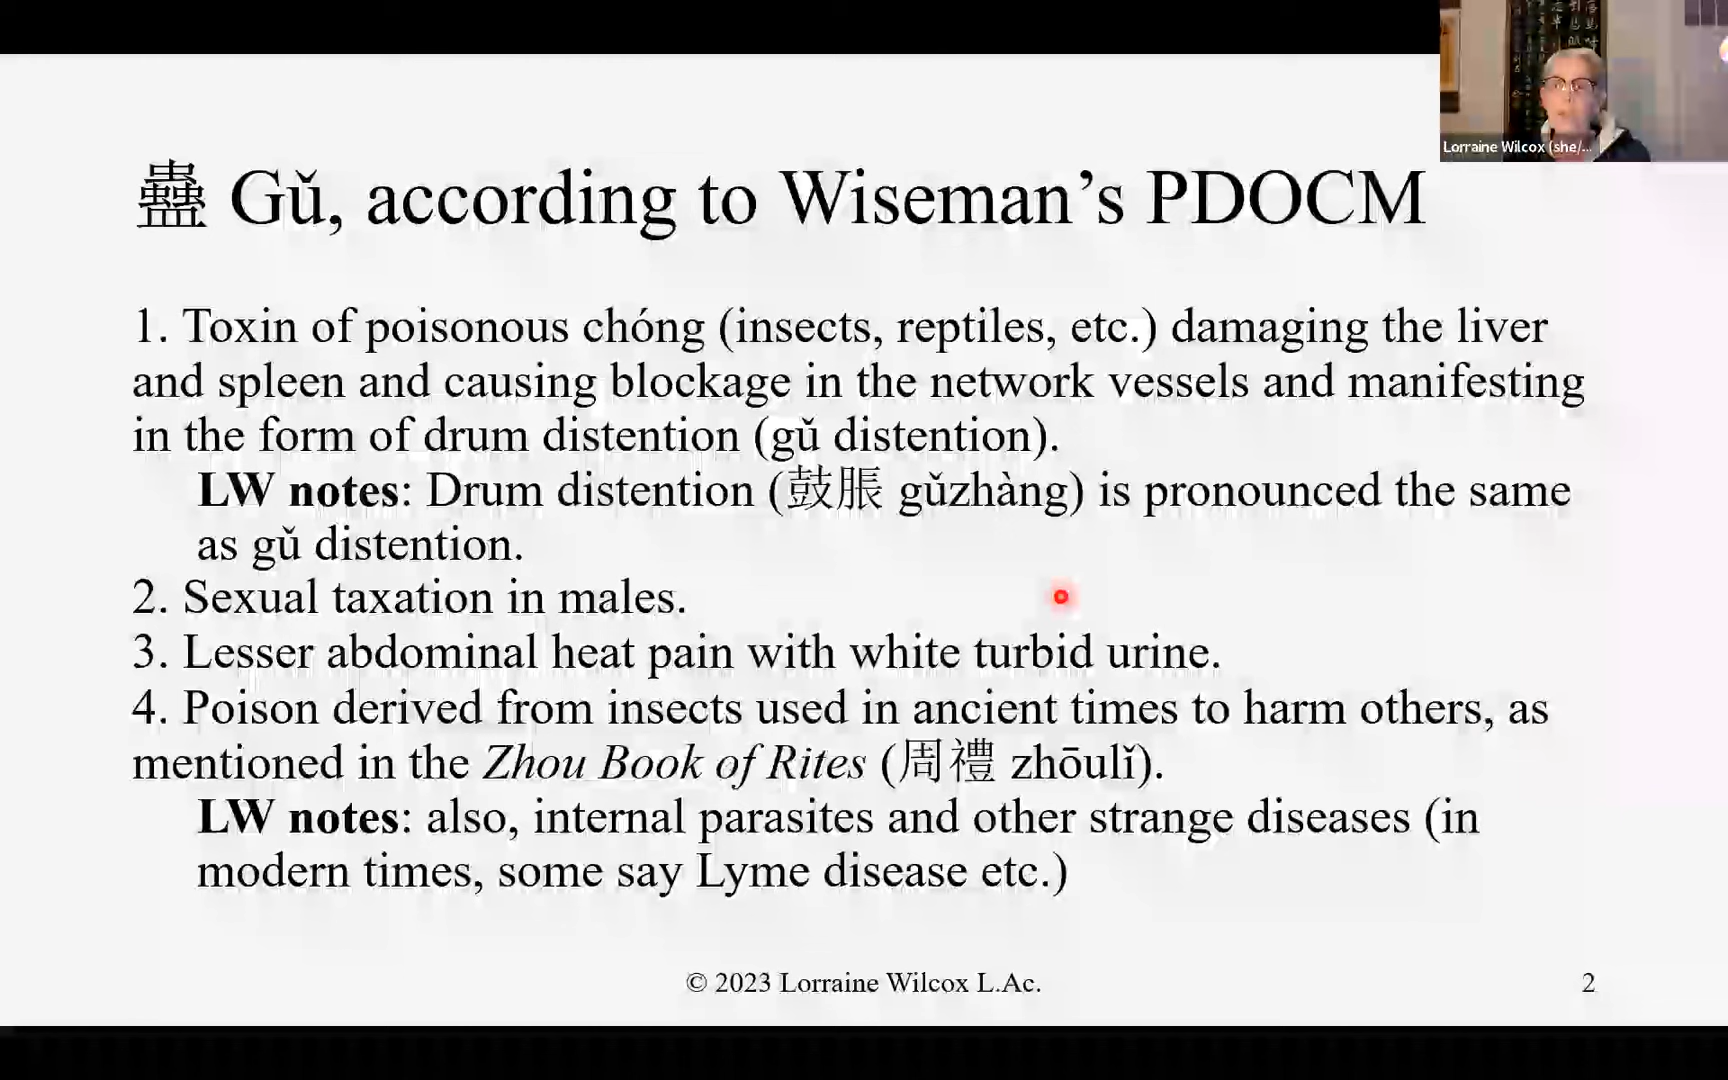 Lorraine Wilcox (she/...
蠱 Gǔ, according to Wiseman’s PDOCM
1. Toxin of poisonous chóng (insects, reptiles, etc.) damaging the liver
and spleen and causing blockage in the network vessels and manifesting
in the form of drum distention (gǔ distention).
LW notes: Drum distention (鼓脹 gǔzhàng) is pronounced the same
as gǔ distention.
2. Sexual taxation in males.
3. Lesser abdominal heat pain with white turbid urine.
4. Poison derived from insects used in ancient times to harm others, as
mentioned in the Zhou Book of Rites (周禮 zhōulǐ).
LW notes: also, internal parasites and other strange diseases (in
modern times, some say Lyme disease etc.)
© 2023 Lorraine Wilcox L.Ac.
2